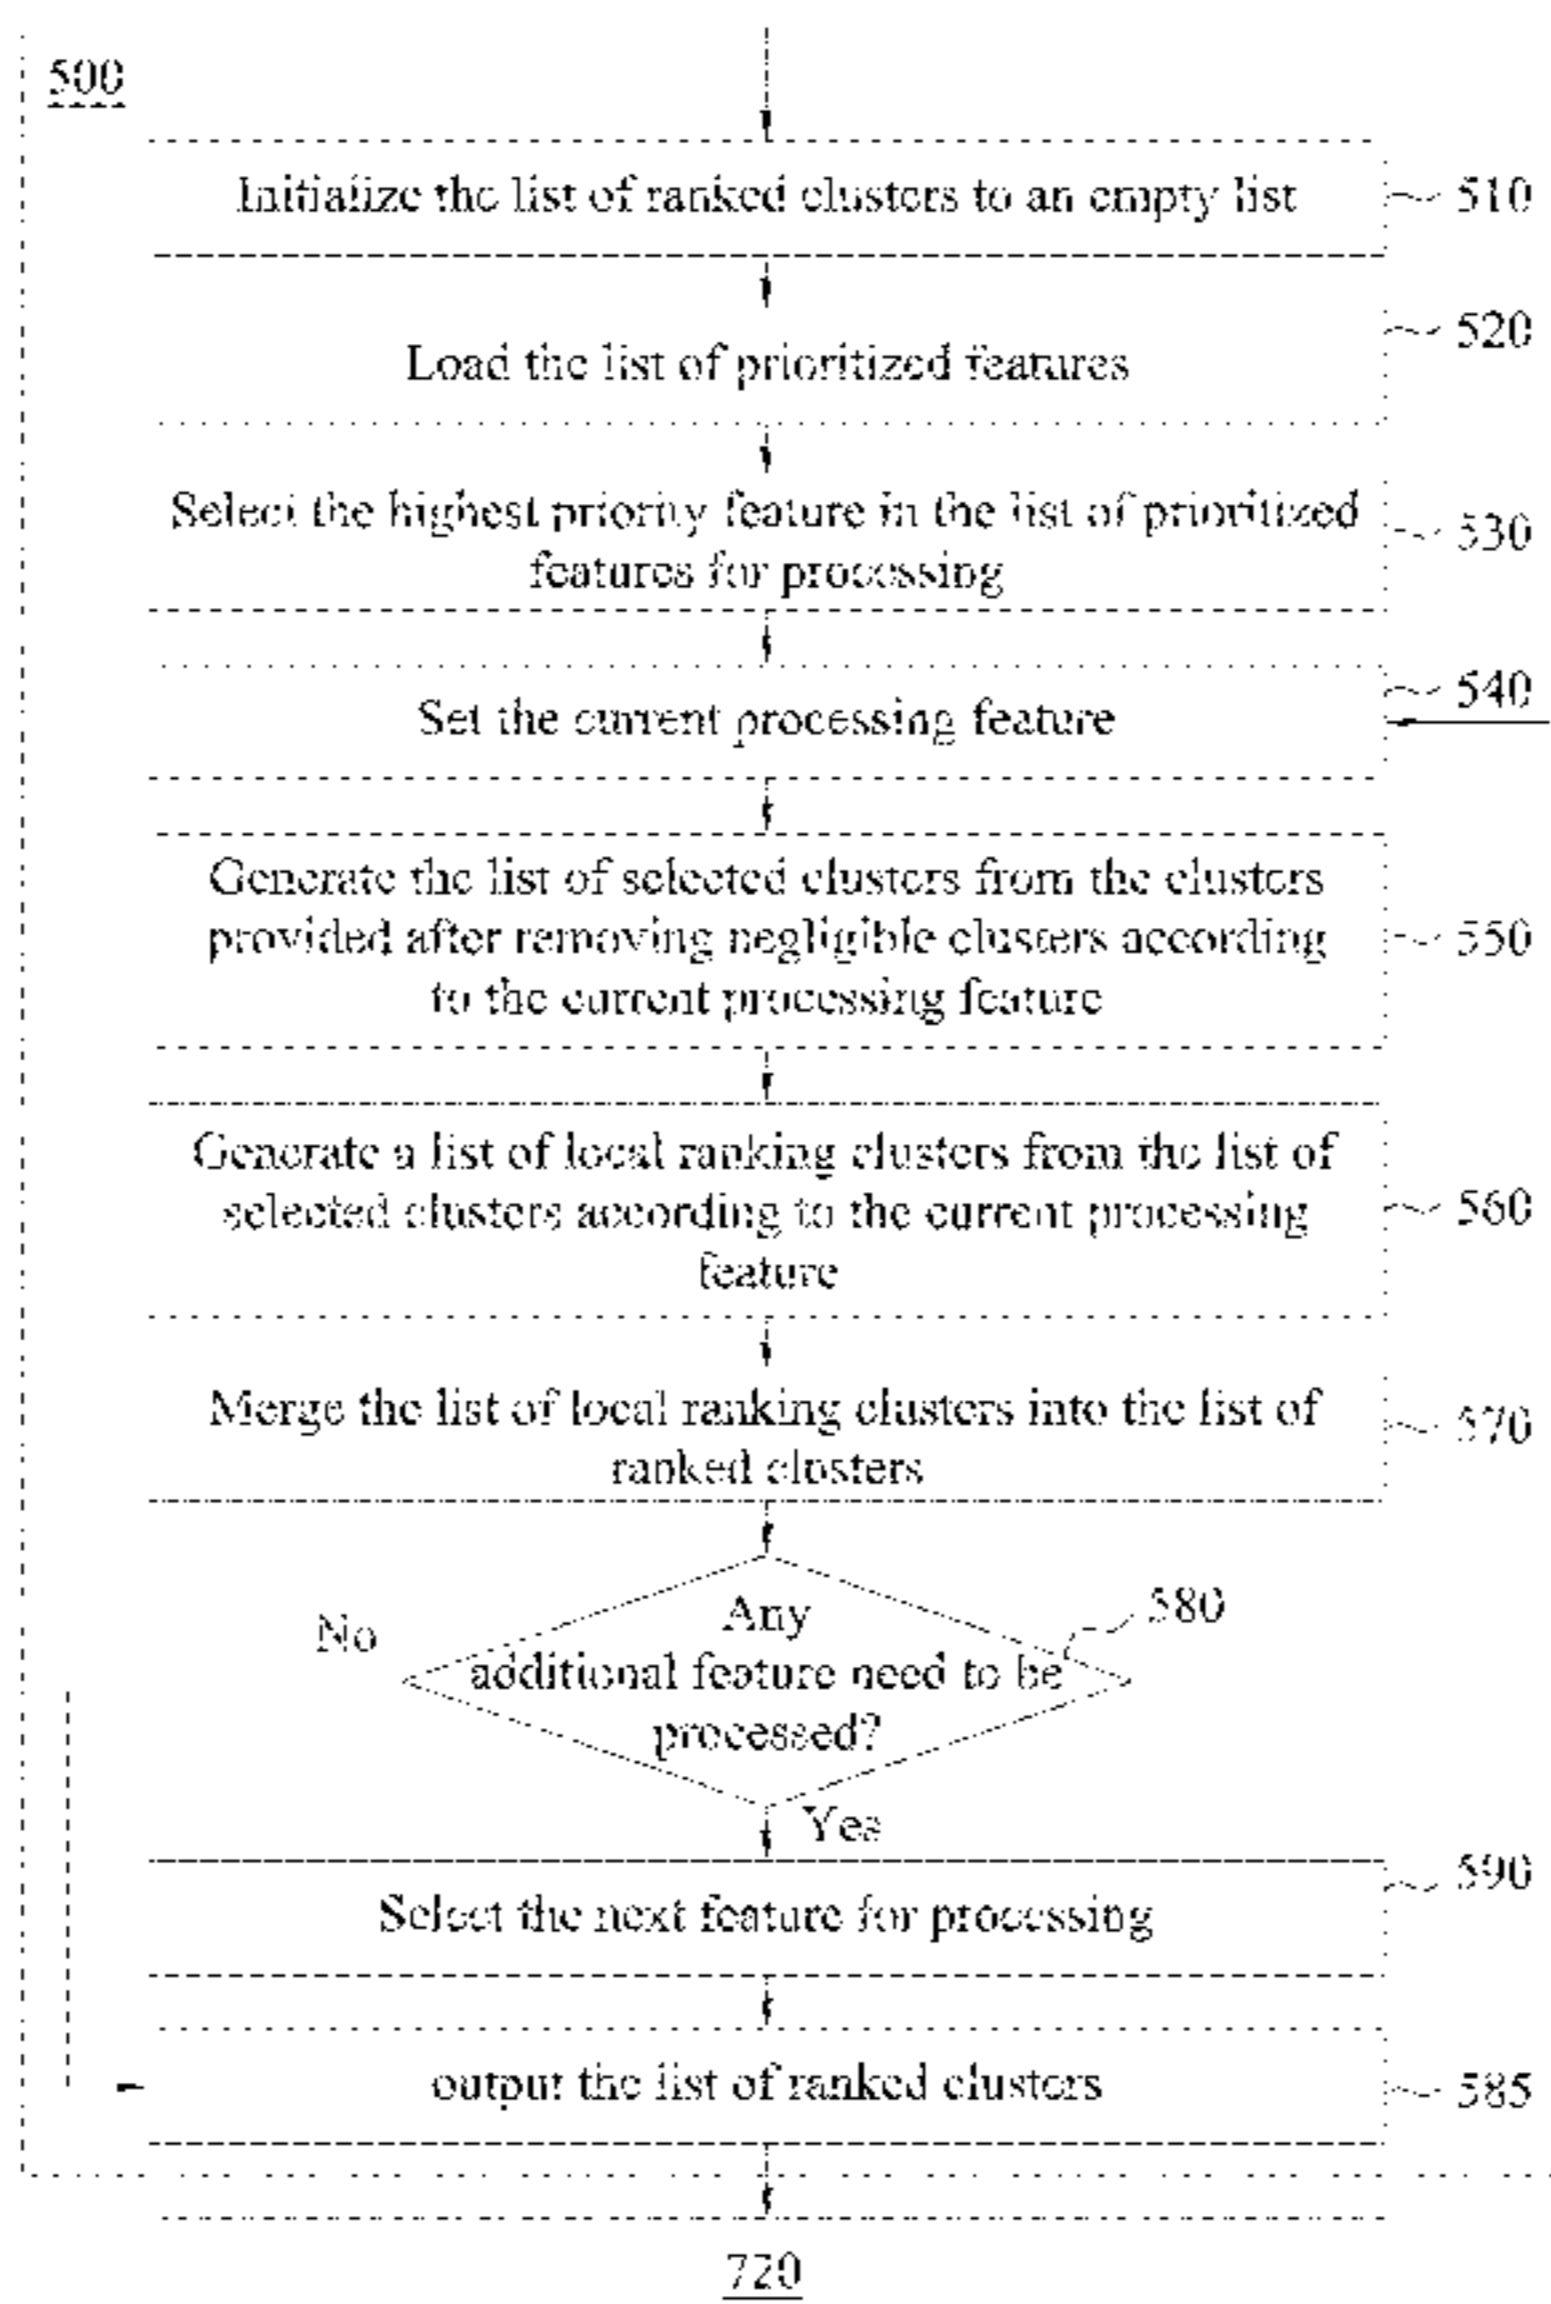 500
Initialize the list of ranked clusters to an empty list
510
Load the list of prioritized features
520
Select the highest priority feature in the list of prioritized
features for processing
530
Set the current processing feature
540
Generate the list of selected clusters from the clusters
provided after removing negligible clusters according
to the current processing feature
550
Generate a list of local ranking clusters from the list of
selected clusters according to the current processing
feature
560
Merge the list of local ranking clusters into the list of
ranked clusters
570
Any
additional feature need to be
processed?
580
No
Yes
Select the next feature for processing
590
output the list of ranked clusters
585
720